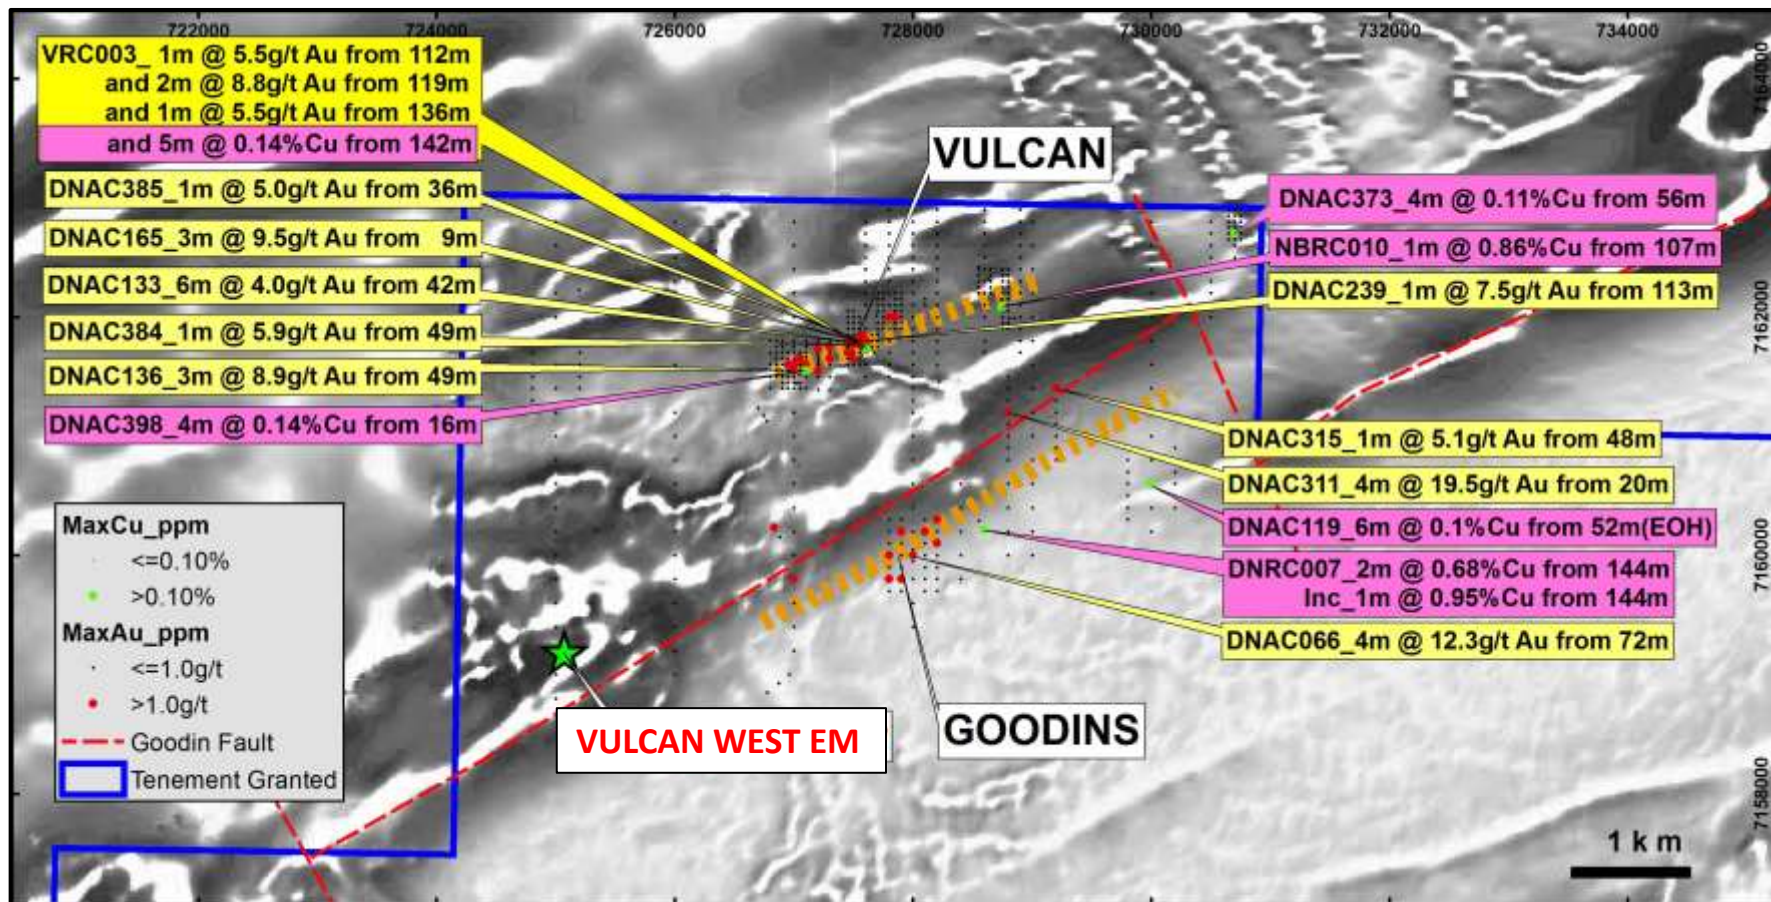 722000
724000
726000
728000
730000
732000
734000
VRC003_ 1m @ 5.5g/t Au from 112m
and 2m @ 8.8g/t Au from 119m
and 1m @ 5.5g/t Au from 136m
and 5m @ 0.14%Cu from 142m
DNAC385_1m @ 5.0g/t Au from 36m
DNAC165_3m @ 9.5g/t Au from 9m
DNAC133_6m @ 4.0g/t Au from 42m
DNAC384_1m @ 5.9g/t Au from 49m
DNAC136_3m @ 8.9g/t Au from 49m
DNAC398_4m @ 0.14%Cu from 16m
VULCAN
DNAC373_4m @ 0.11%Cu from 56m
NBRC010_1m @ 0.86%Cu from 107m
DNAC239_1m @ 7.5g/t Au from 113m
DNAC315_1m @ 5.1g/t Au from 48m
DNAC311_4m @ 19.5g/t Au from 20m
DNAC119_6m @ 0.1%Cu from 52m(EOH)
DNRC007_2m @ 0.68%Cu from 144m
Inc_1m @ 0.95%Cu from 144m
DNAC066_4m @ 12.3g/t Au from 72m
7164000
7162000
7160000
7158000
MaxCu_ppm
<=0.10%
>0.10%
MaxAu_ppm
<=1.0g/t
>1.0g/t
Goodin Fault
Tenement Granted
VULCAN WEST EM
GOODINS
1 k m